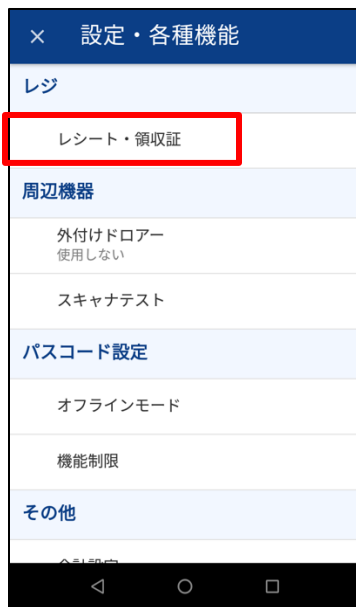 × 設定・各種機能
レジ
レシート・領収証
周辺機器
外付けドロアー
使用しない
スキャナテスト
パスコード設定
オフラインモード
機能制限
その他